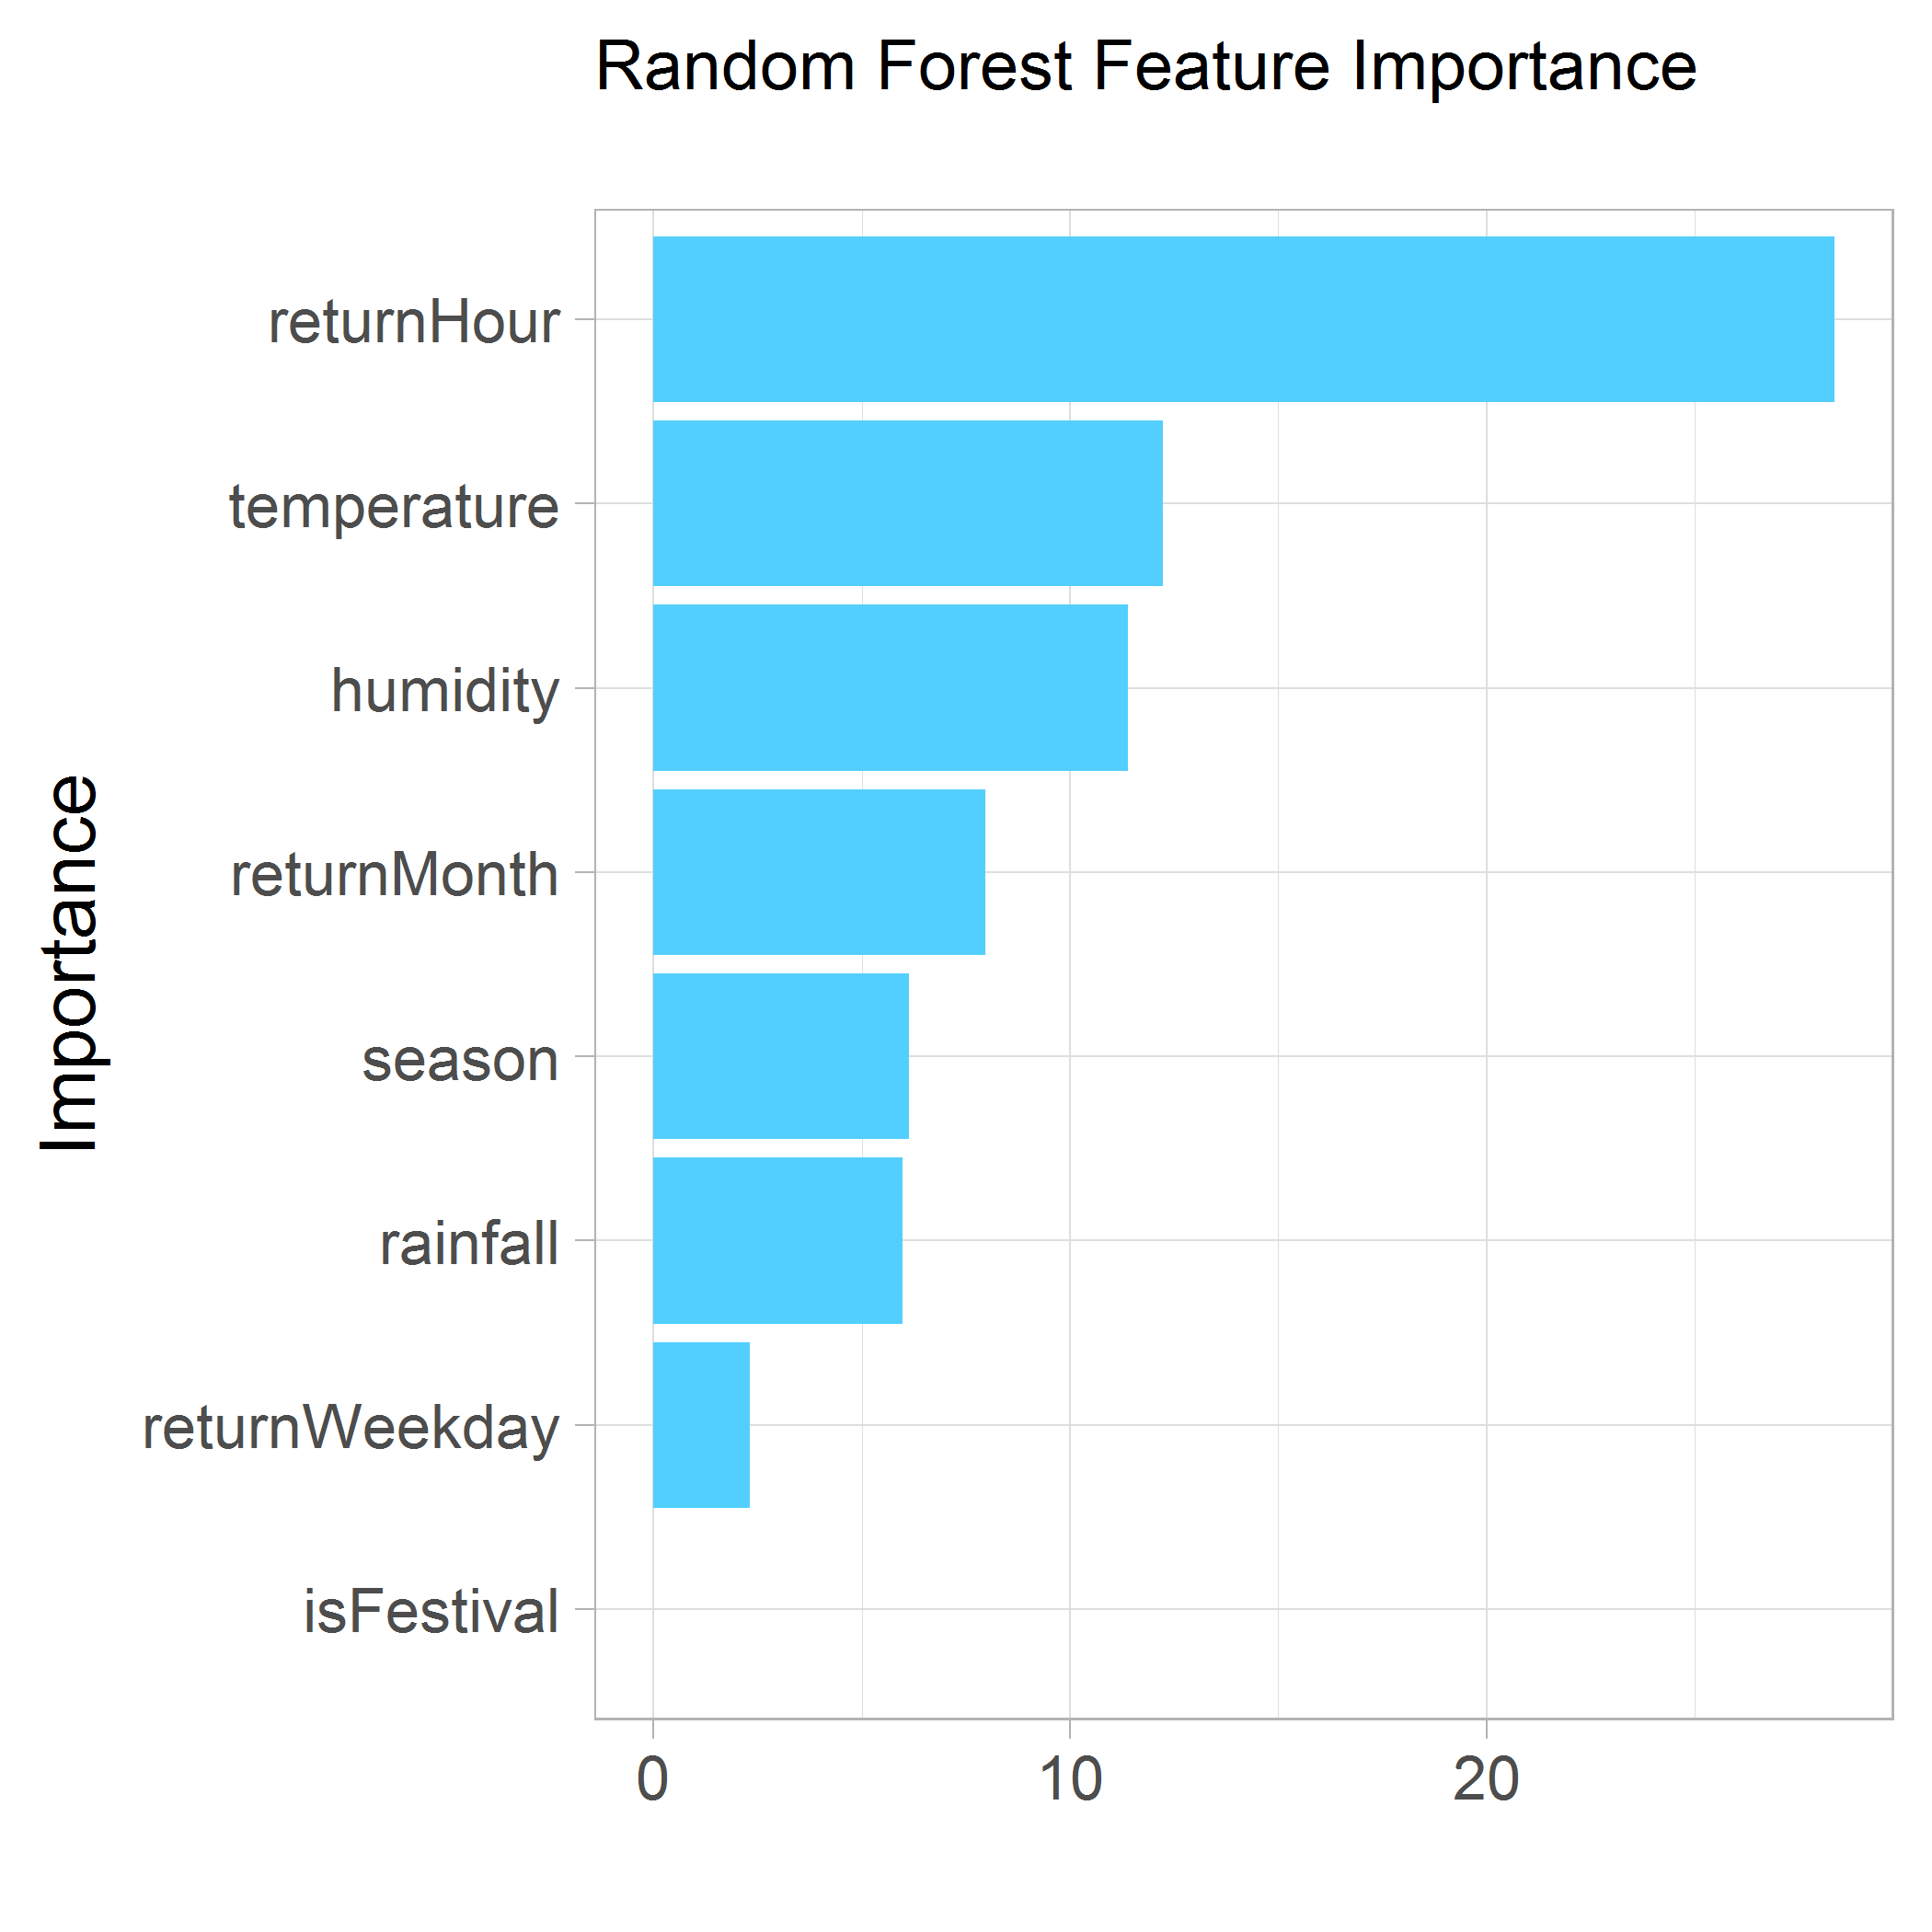 Random Forest Feature Importance
Importance
returnHour
temperature
humidity
returnMonth
season
rainfall
returnWeekday
isFestival
0 10 20